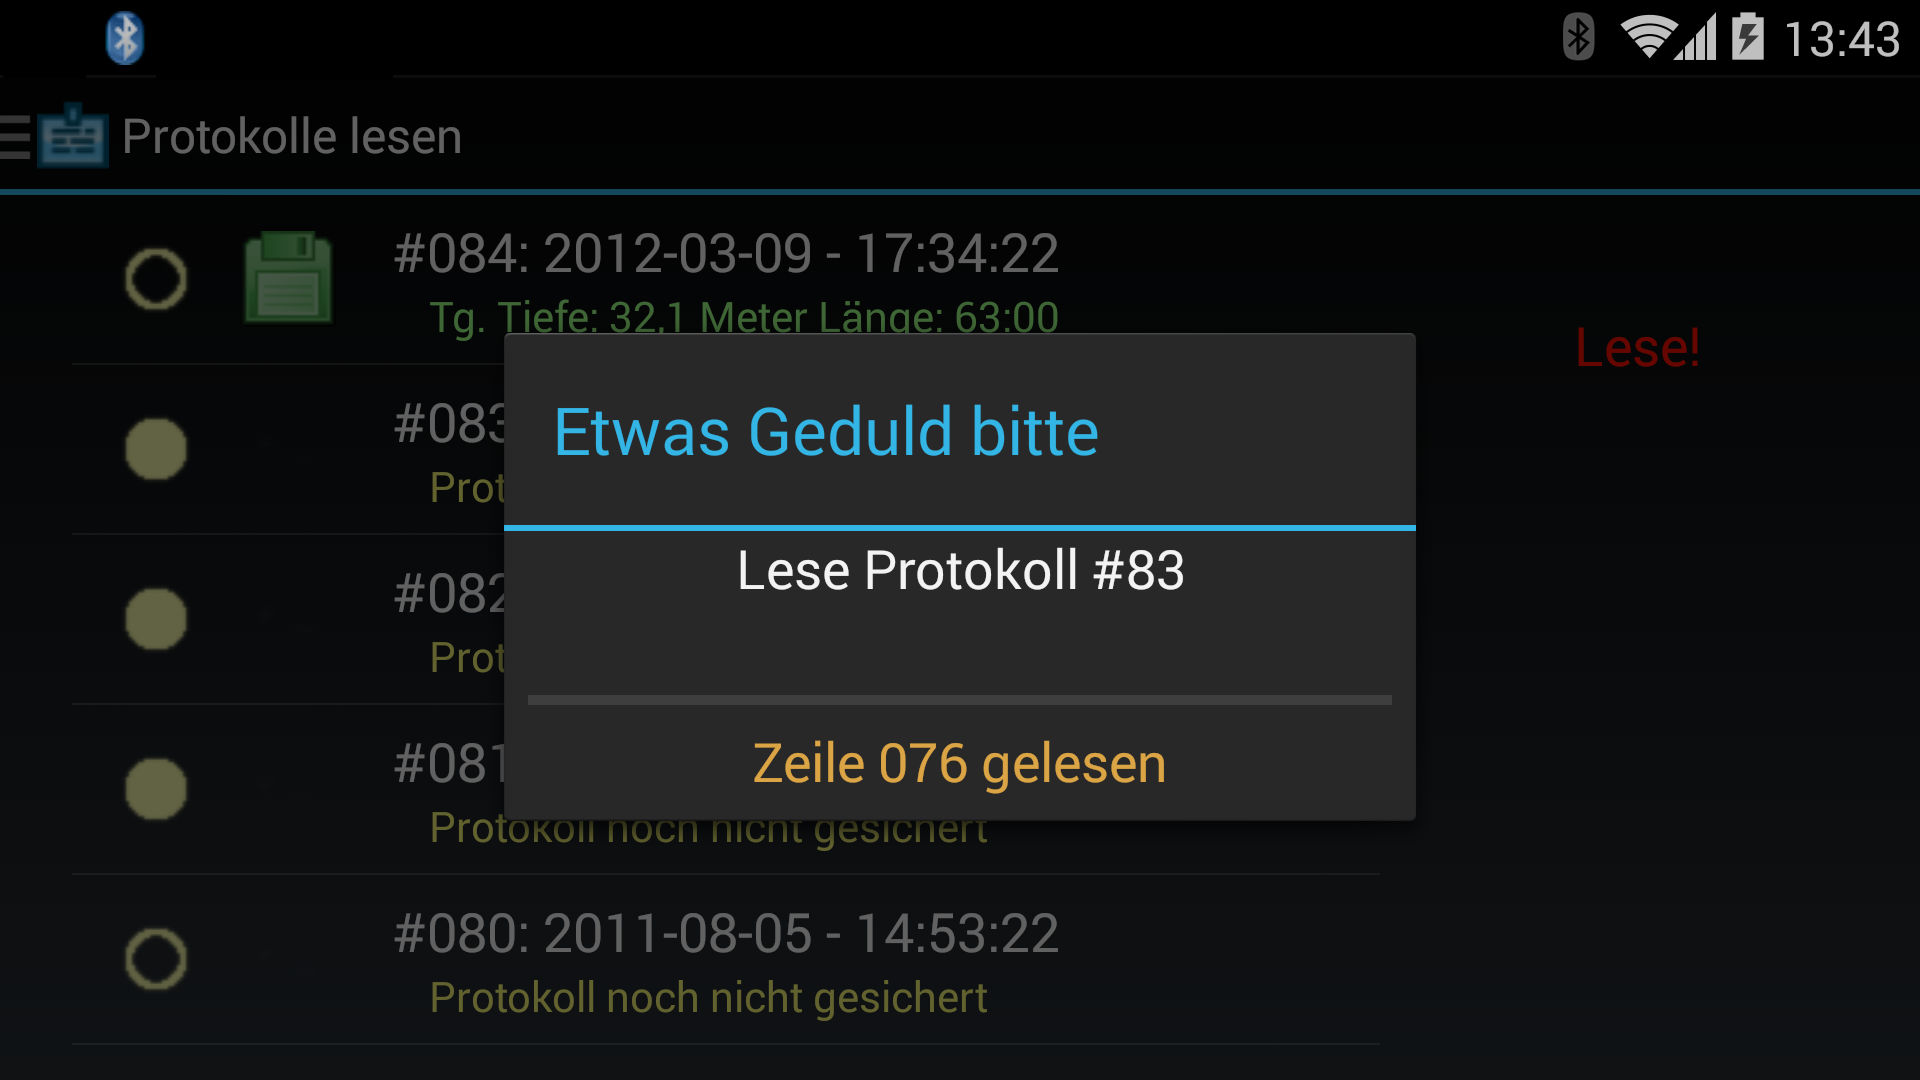 13:43
Protokolle lesen
#084: 2012-03-09 - 17:34:22
Tg. Tiefe: 32,1 Meter Länge: 63:00
Lese!
#083
Prot
#082
Prot
#081
Protokoll noch nicht gesichert
#080: 2011-08-05 - 14:53:22
Protokoll noch nicht gesichert
Etwas Geduld bitte
Lese Protokoll #83
Zeile 076 gelesen